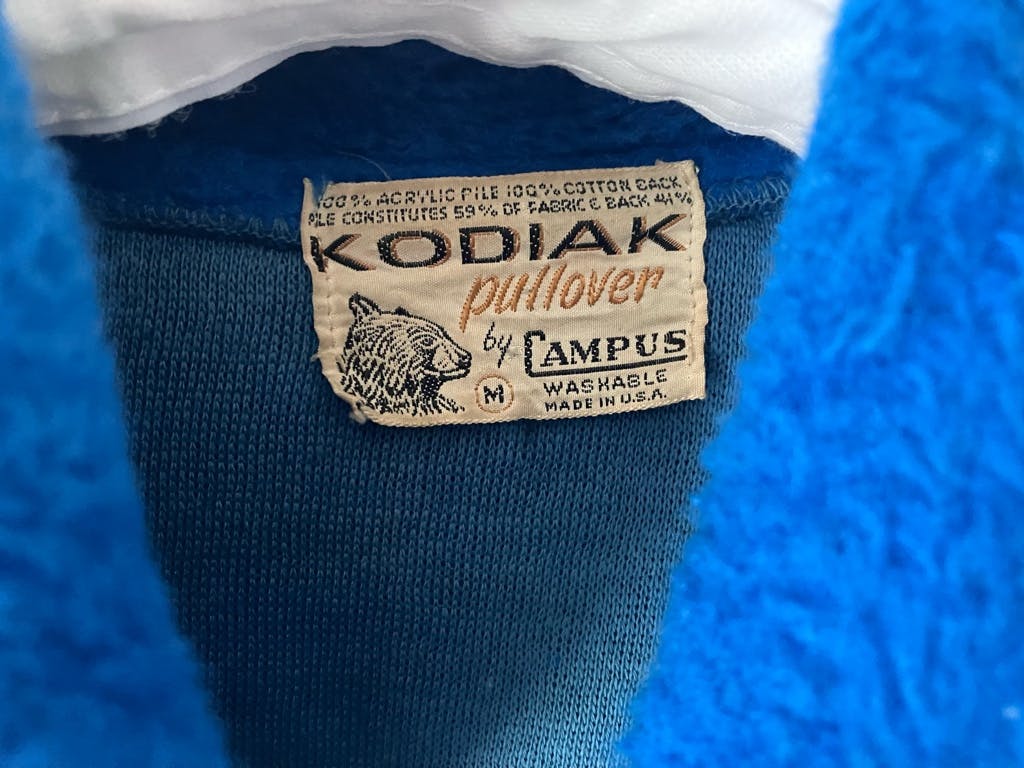 100% ACRYLIC PILE 100% COTTON BACK
PILE CONSTITUTES 59% OF FABRIC & BACK 41%
KODIAK
pullover
by CAMPUS
M
WASHABLE
MADE IN U.S.A.